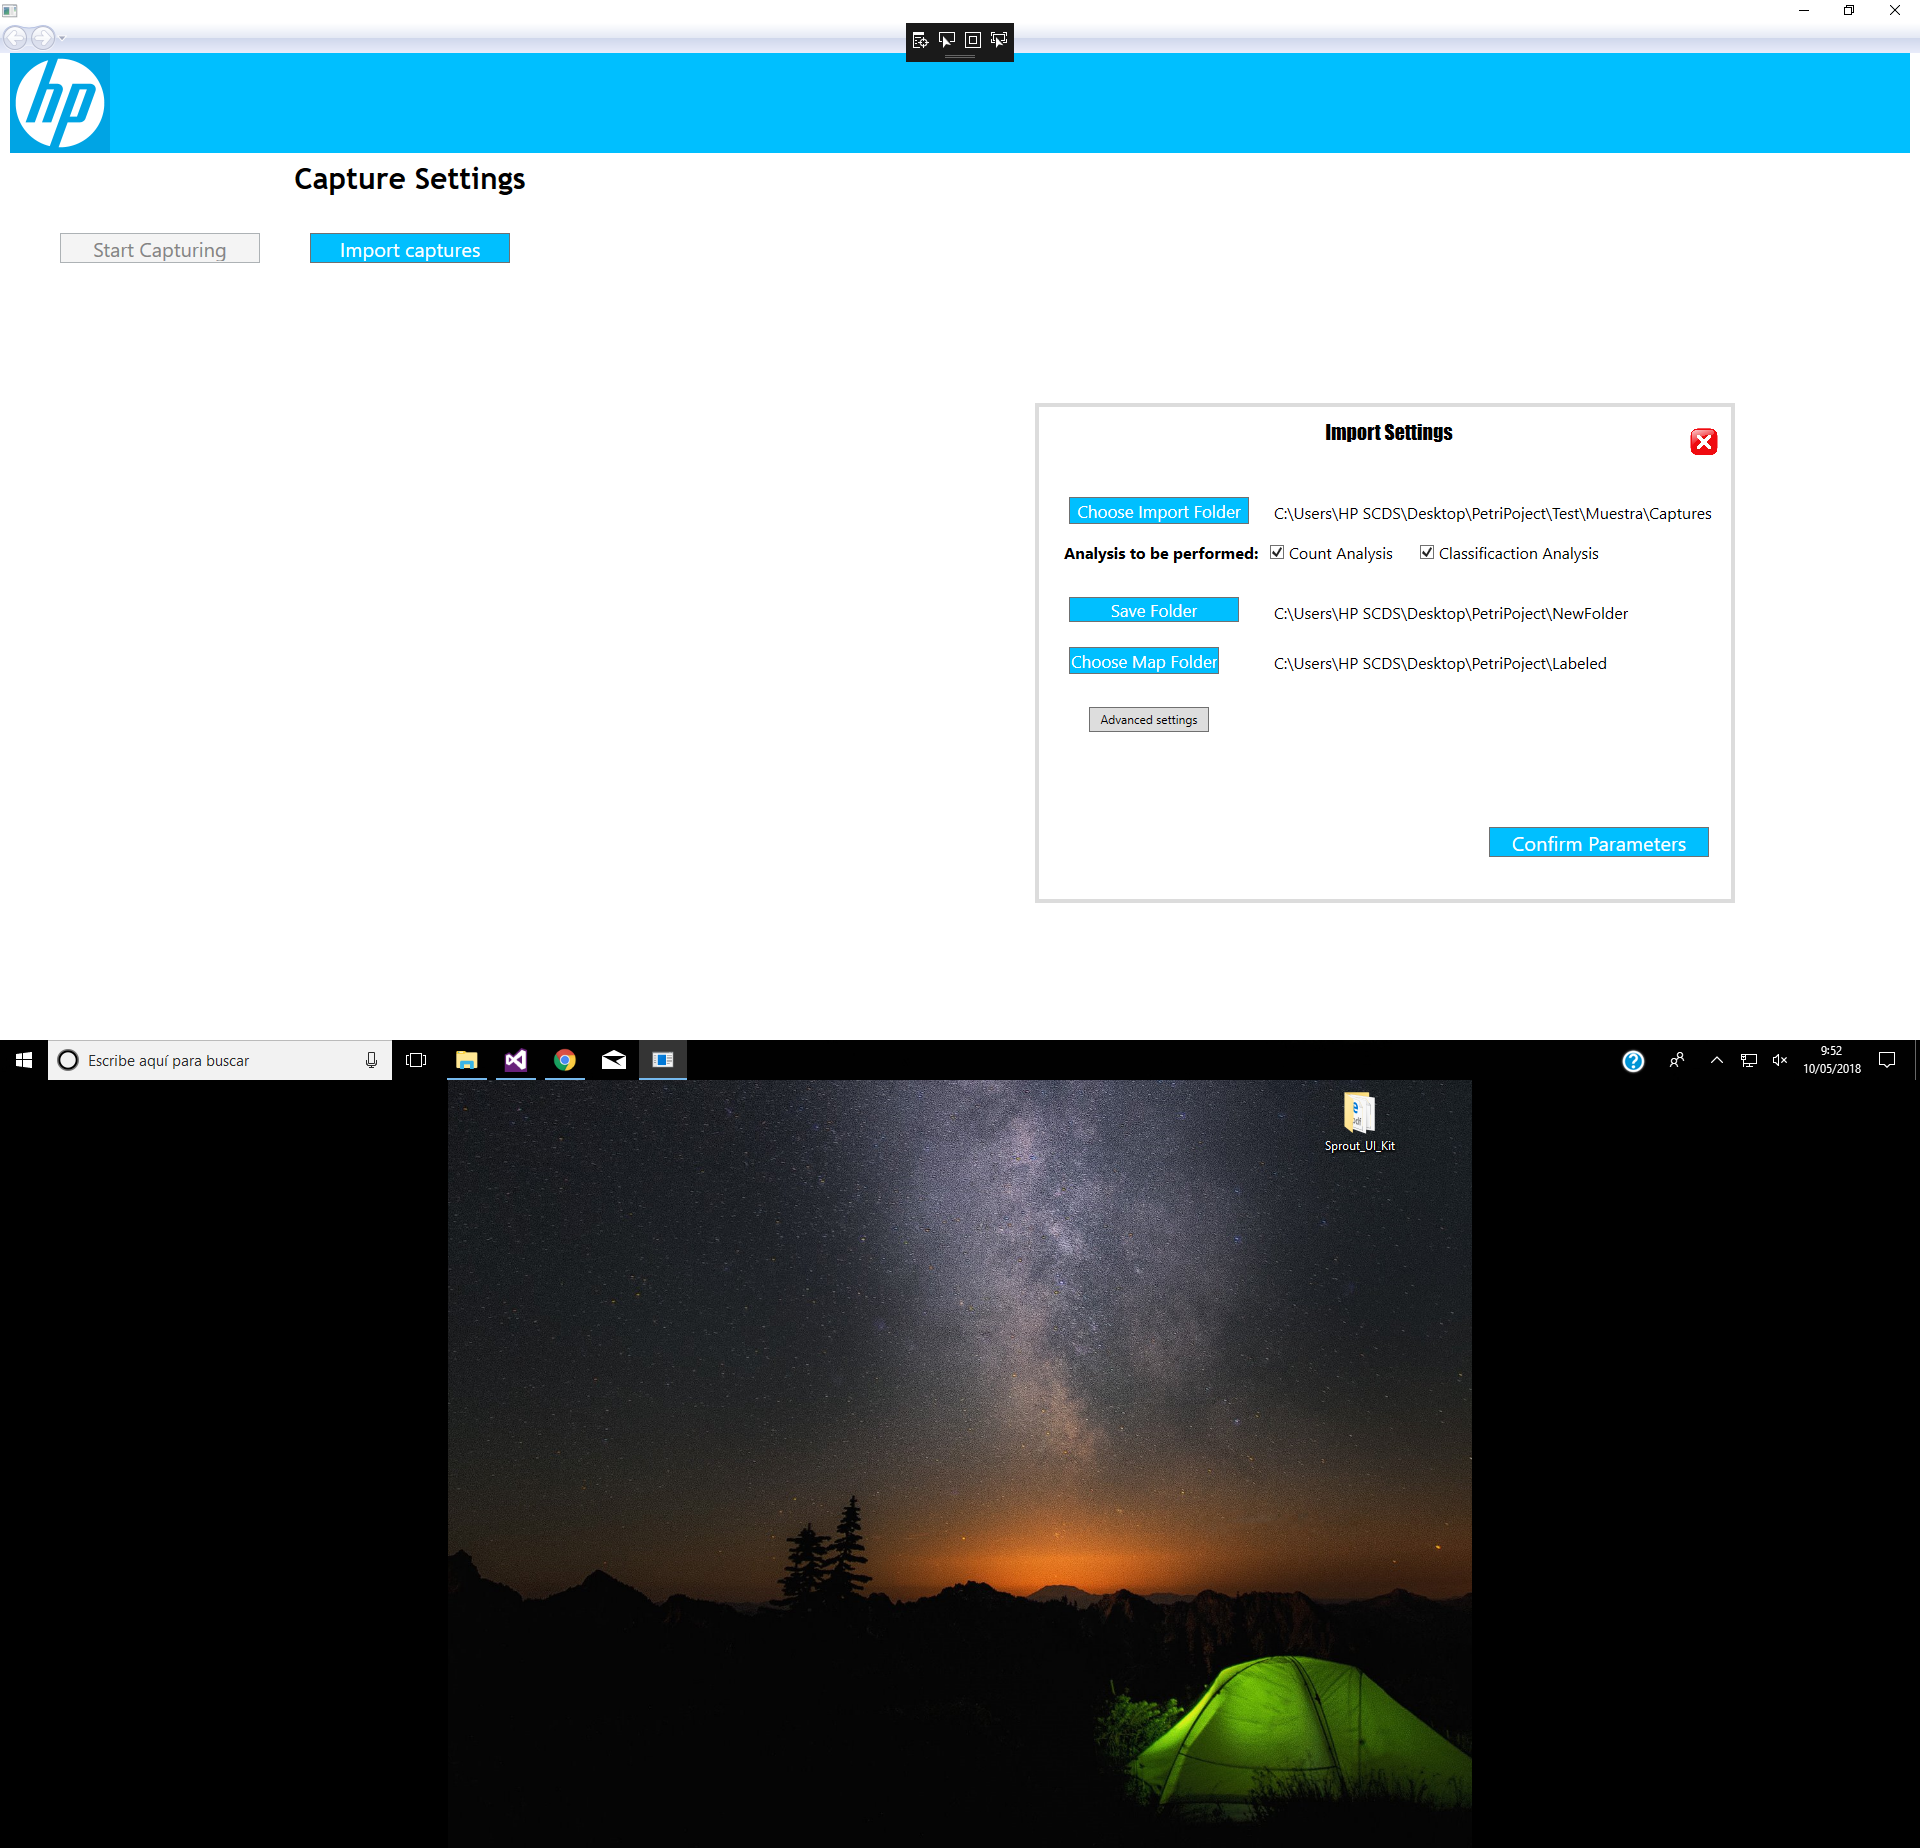 hp
Capture Settings
Start Capturing
Import captures
Import Settings
Choose Import Folder
C:\Users\HP SCDS\Desktop\PetriPoject\Test\Muestra\Captures
Analysis to be performed:
Count Analysis
Classificaction Analysis
Save Folder
C:\Users\HP SCDS\Desktop\PetriPoject\NewFolder
Choose Map Folder
C:\Users\HP SCDS\Desktop\PetriPoject\Labeled
Advanced settings
Confirm Parameters
Escribe aquí para buscar
9:52
10/05/2018
Sprout_UI_Kit